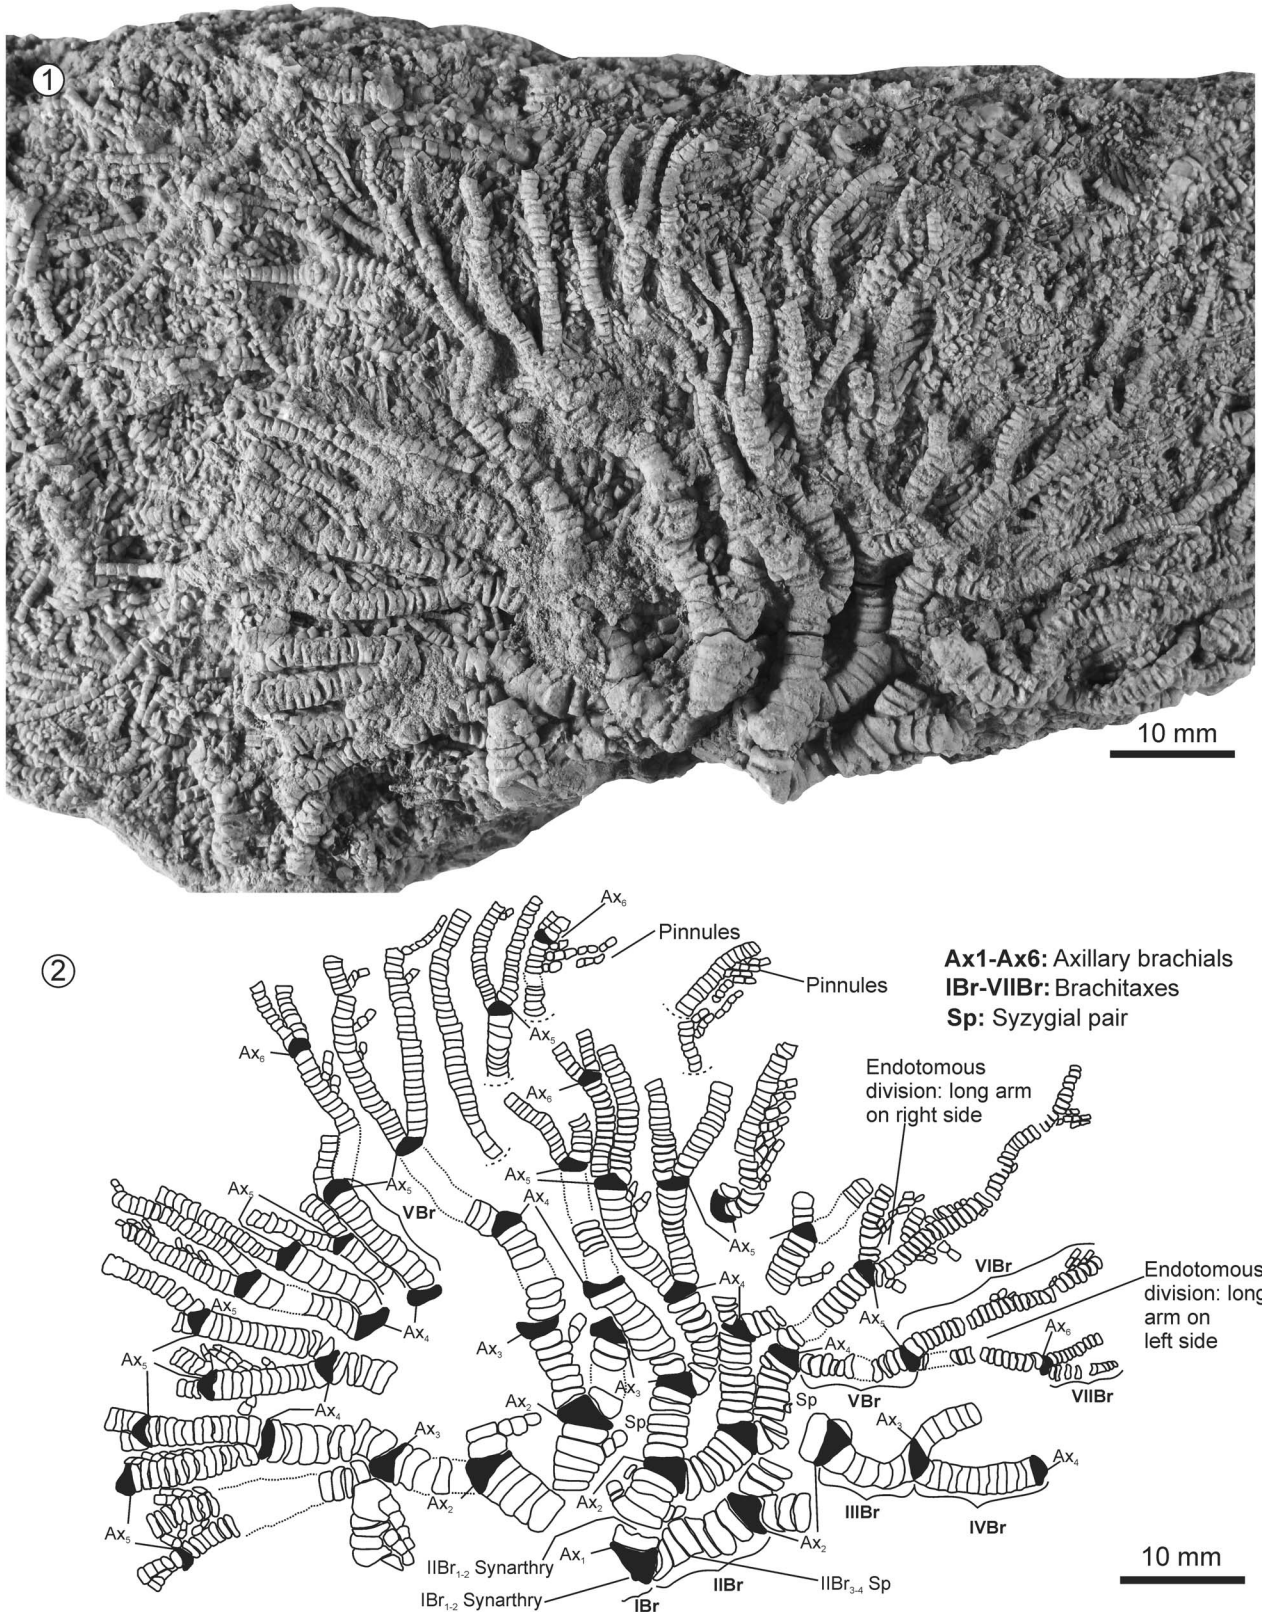 1
10 mm
2
Ax6
Pinnules
Ax1-Ax6: Axillary brachials
IBr-VIIBr: Brachitaxes
Sp: Syzygial pair
Pinnules
Ax5
Ax6
Ax6
Endotomous
division: long arm
on right side
Ax5
Ax5
Ax4
Ax5
VBr
Ax5
Ax4
VIBr
Endotomous
division: long
arm on
left side
Ax5
Ax6
Ax5
Ax4
Ax4
Ax3
Ax3
Ax5
Ax4
VBr
VIIBr
Sp
Ax4
Ax3
Ax2
Sp
Ax3
Ax4
Ax2
Ax2
IIIBr
IVBr
Ax5
Ax1
Ax2
IIBr1-2 Synarthry
IIBr
IIBr3-4 Sp
IBr1-2 Synarthry
IBr
10 mm